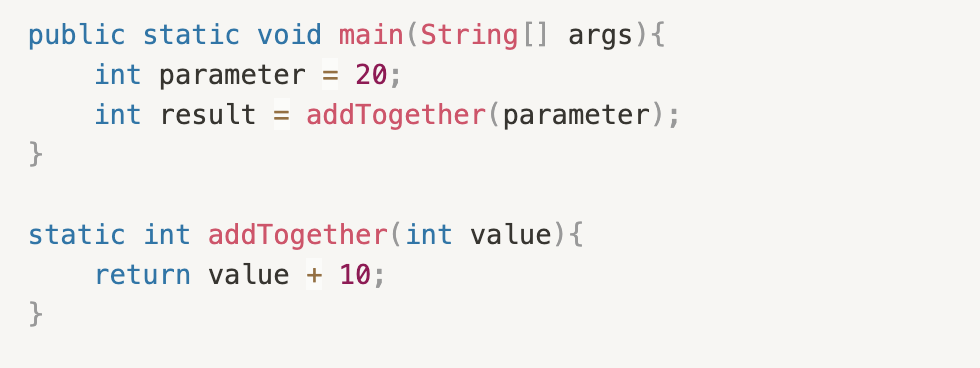 public static void main(String[] args){
    int parameter = 20;
    int result = addTogether(parameter);
}

static int addTogether(int value){
    return value + 10;
}